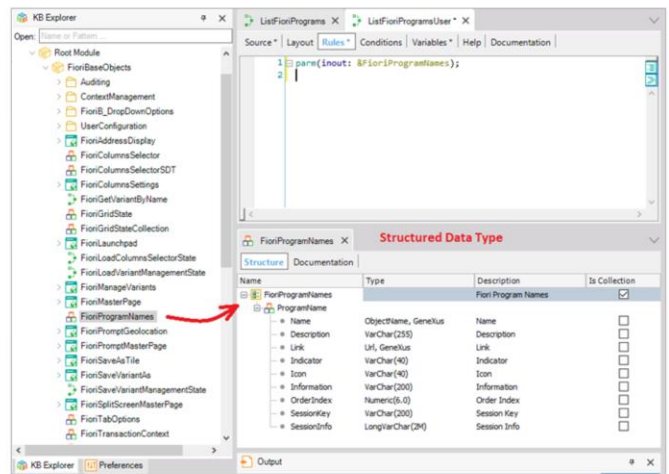 KB Explorer
Open: Name or Pattern ...
Root Module
FioriBaseObjects
Auditing
ContextManagement
FioriB_DropDownOptions
UserConfiguration
FioriAddressDisplay
FioriColumnsSelector
FioriColumnsSelectorSDT
FioriColumnsSettings
FioriGetVariantByName
FioriGridState
FioriGridStateCollection
FioriLaunchpad
FioriLoadColumnsSelectorState
FioriLoadVariantManagementState
FioriManageVariants
FioriMasterPage
FioriProgramNames
FioriPromptGeolocation
FioriPromptMasterPage
FioriSaveAsTile
FioriSaveVariantAs
FioriSaveVariantManagementState
FioriSplitScreenMasterPage
FioriTabOptions
FioriTransactionContext
KB Explorer Preferences
ListFioriPrograms X ListFioriProgramsUser * X
Source * Layout Rules * Conditions Variables * Help Documentation
1 parm(inout: &FioriProgramNames);
2
FioriProgramNames X Structured Data Type
Structure Documentation
Name Type Description Is Collection
FioriProgramNames Fiori Program Names
ProgramName
Name ObjectName, GeneXus Name
Description VarChar(255) Description
Link Url, GeneXus Link
Indicator VarChar(40) Indicator
Icon VarChar(40) Icon
Information VarChar(200) Information
OrderIndex Numeric(6.0) Order Index
SessionKey VarChar(200) Session Key
SessionInfo LongVarChar(2M) Session Info
Output